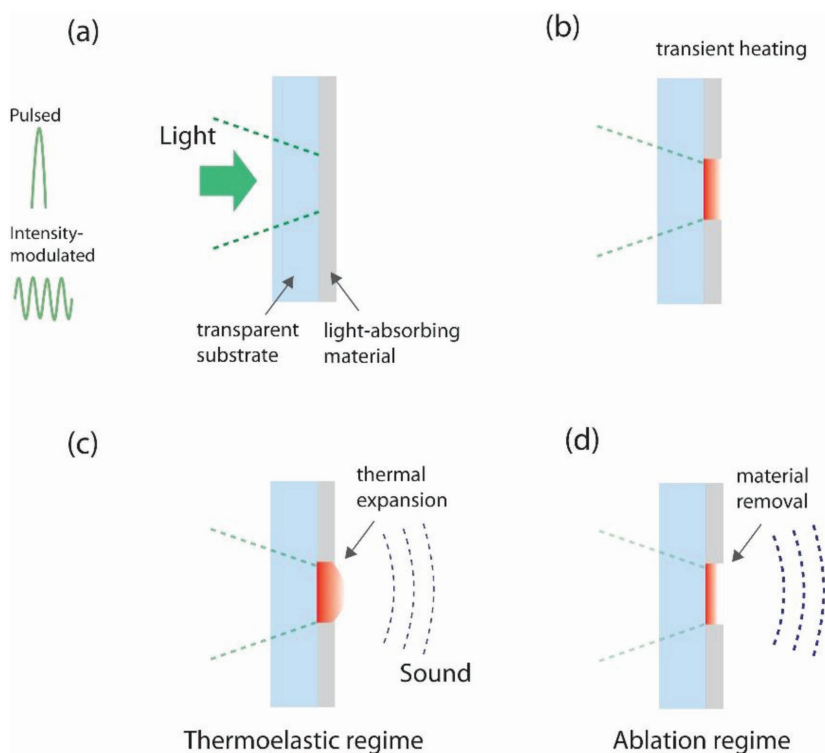 (a)
Pulsed
Intensity-
modulated
Light
transparent
substrate
light-absorbing
material
(b)
transient heating
(c)
thermal
expansion
Sound
Thermoelastic regime
(d)
material
removal
Ablation regime